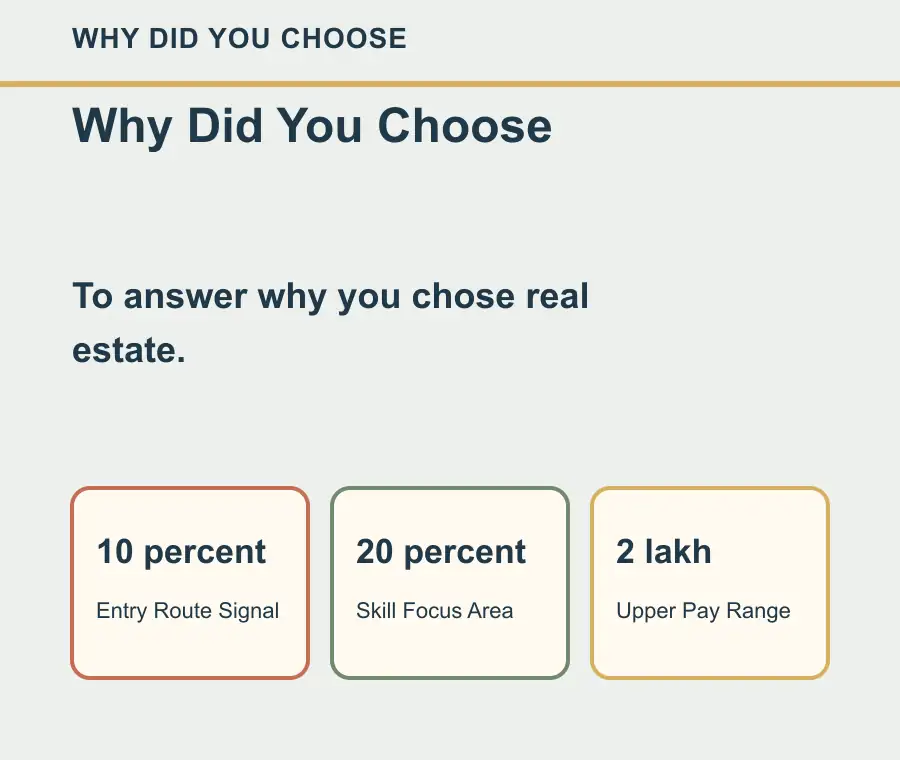 WHY DID YOU CHOOSE
Why Did You Choose
To answer why you chose real
estate.
10 percent
Entry Route Signal
20 percent
Skill Focus Area
2 lakh
Upper Pay Range